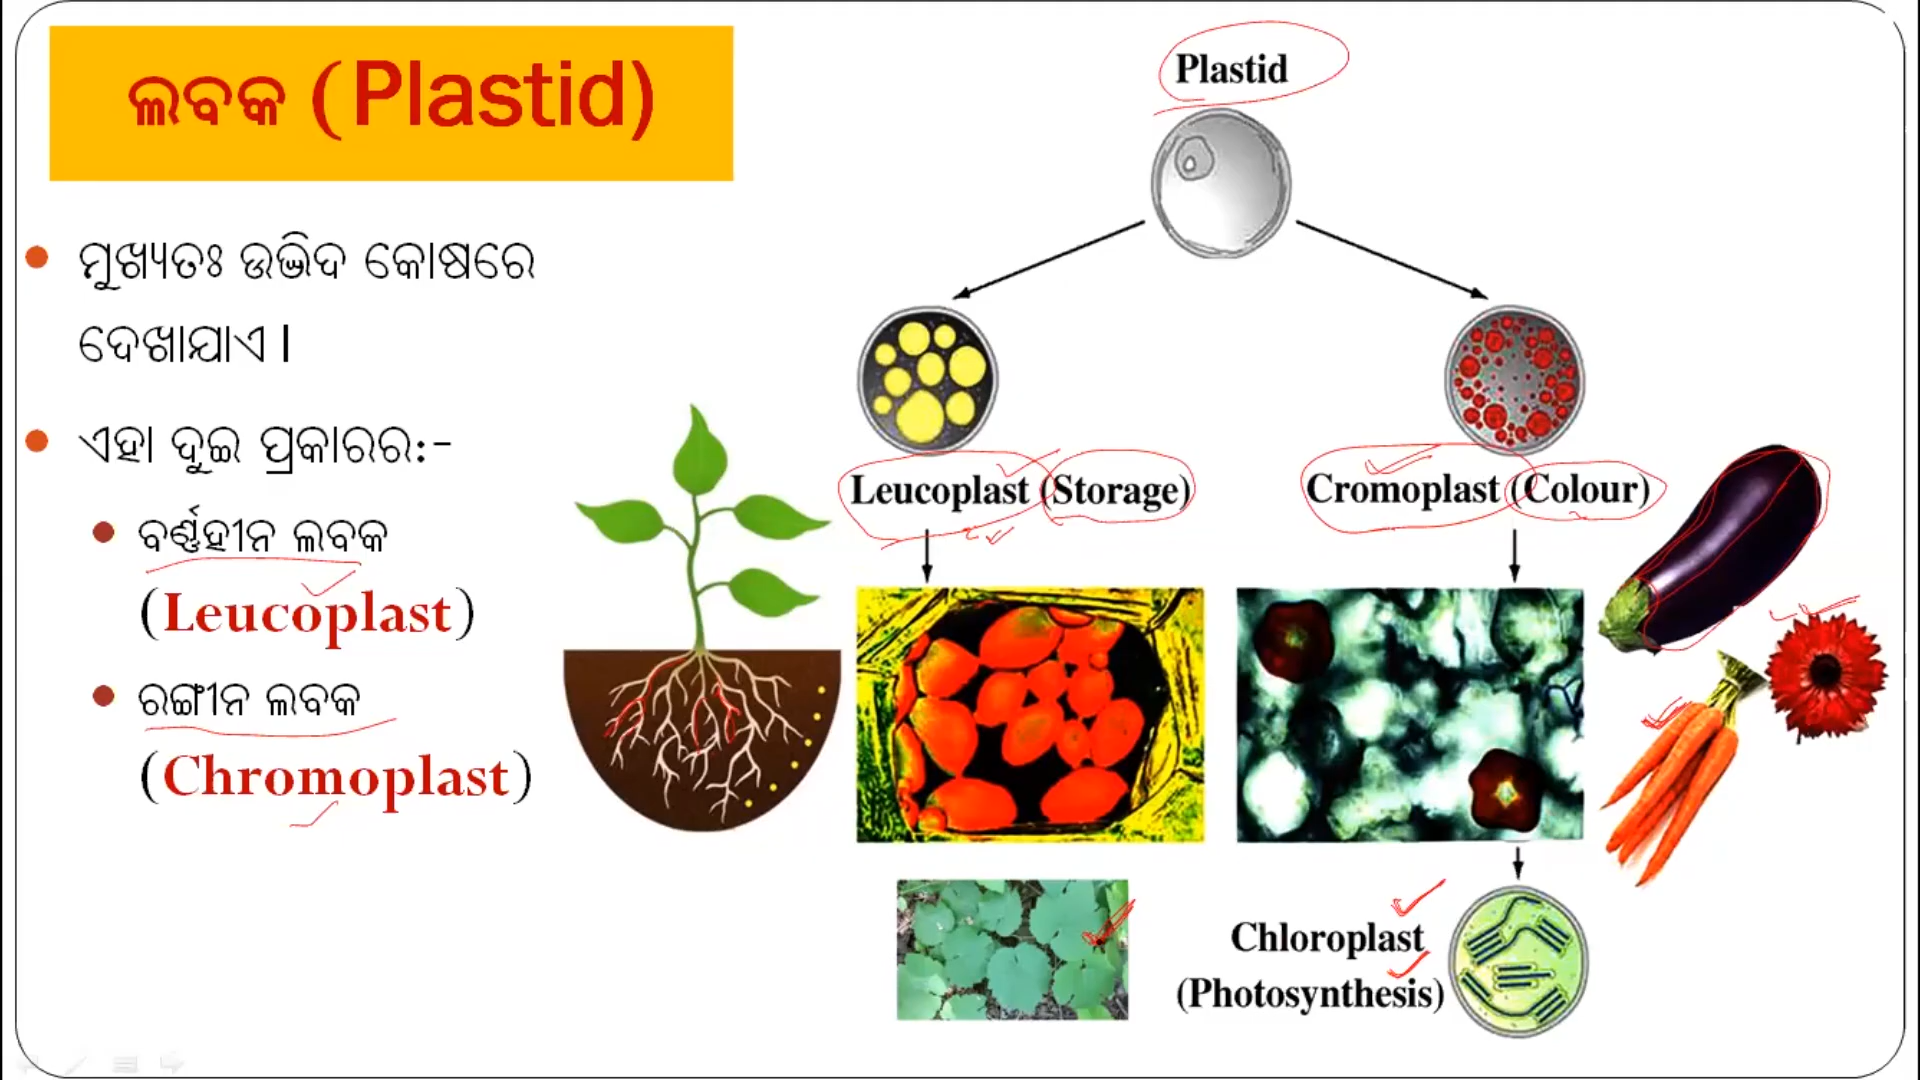 ଲବକ (Plastid)
ମୁଖ୍ୟତଃ ଉଦ୍ଭିଦ କୋଷରେ
ଦେଖାଯାଏ l
ଏହା ଦୁଇ ପ୍ରକାରର:-
ବର୍ଣ୍ଣହୀନ ଲବକ
(Leucoplast)
ରଙ୍ଗୀନ ଲବକ
(Chromoplast)
Plastid
Leucoplast (Storage)
Cromoplast (Colour)
Chloroplast
(Photosynthesis)